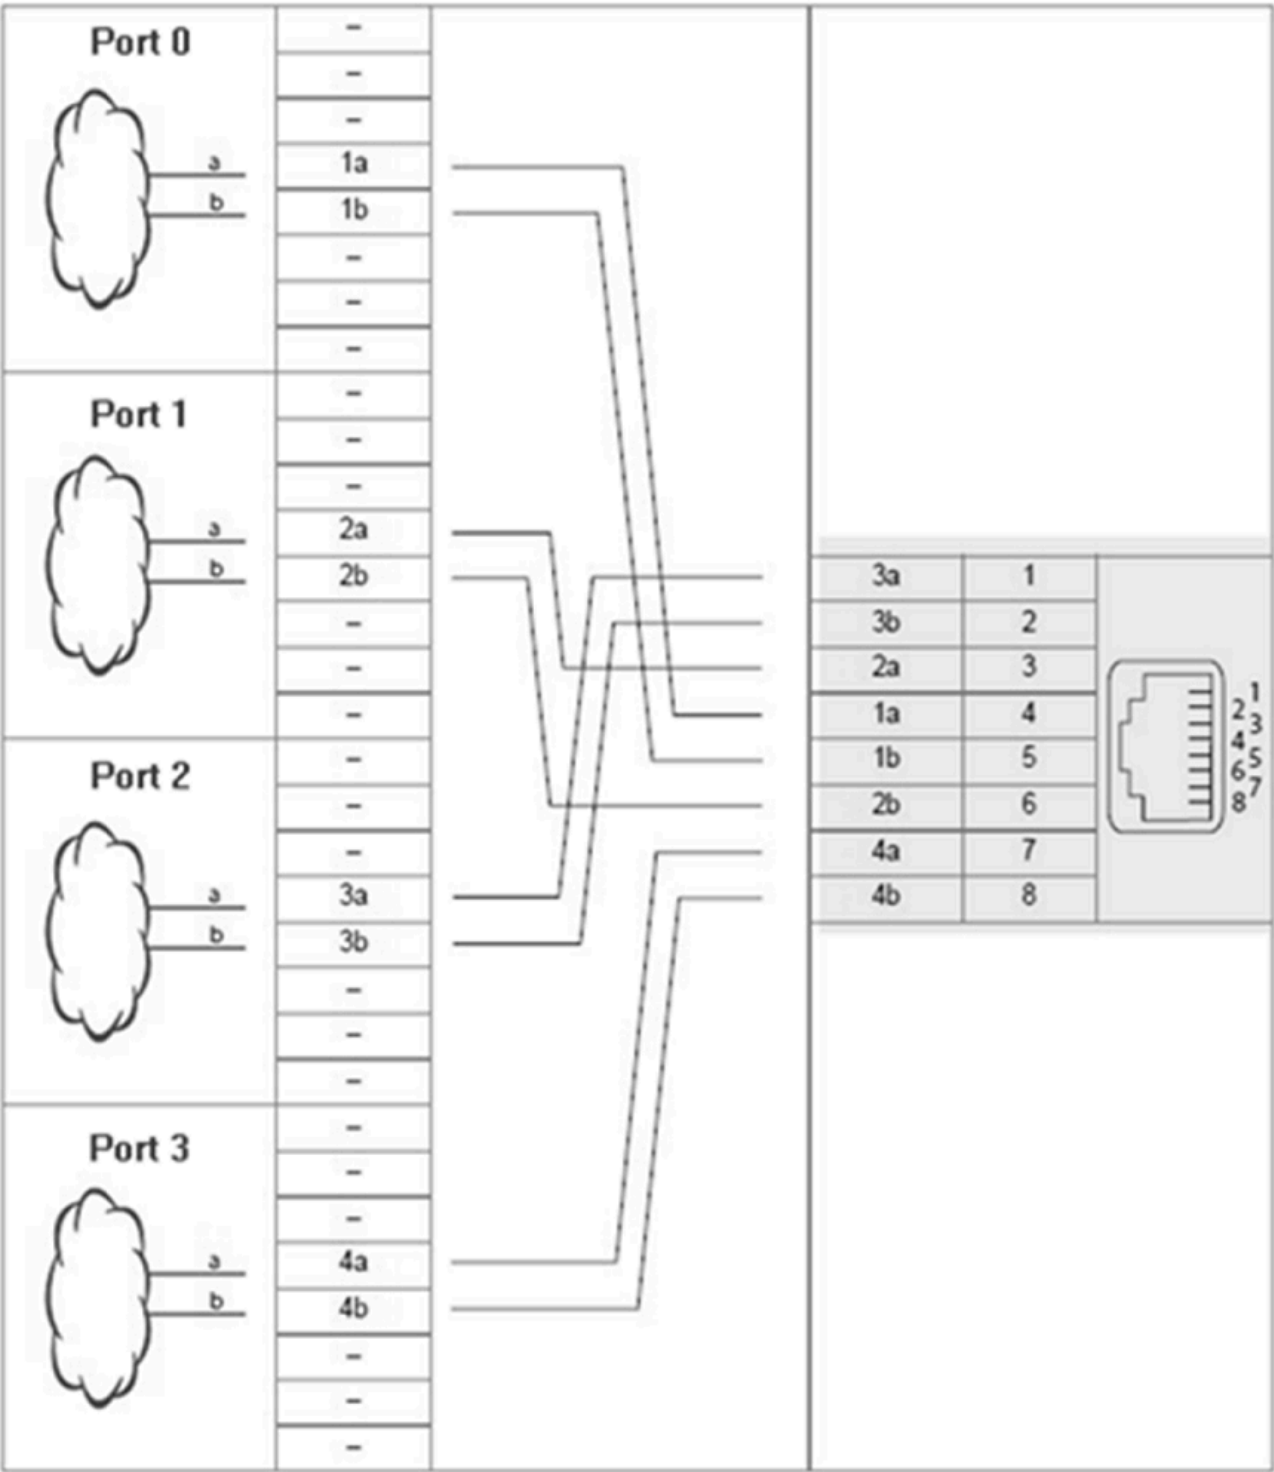 Port 0
a
b
–
–
–
1a
1b
–
–
–
Port 1
a
b
–
–
–
2a
2b
–
–
–
Port 2
a
b
–
–
–
3a
3b
–
–
–
Port 3
a
b
–
–
–
4a
4b
–
–
–
3a 1
3b 2
2a 3
1a 4
1b 5
2b 6
4a 7
4b 8
1
2
3
4
5
6
7
8